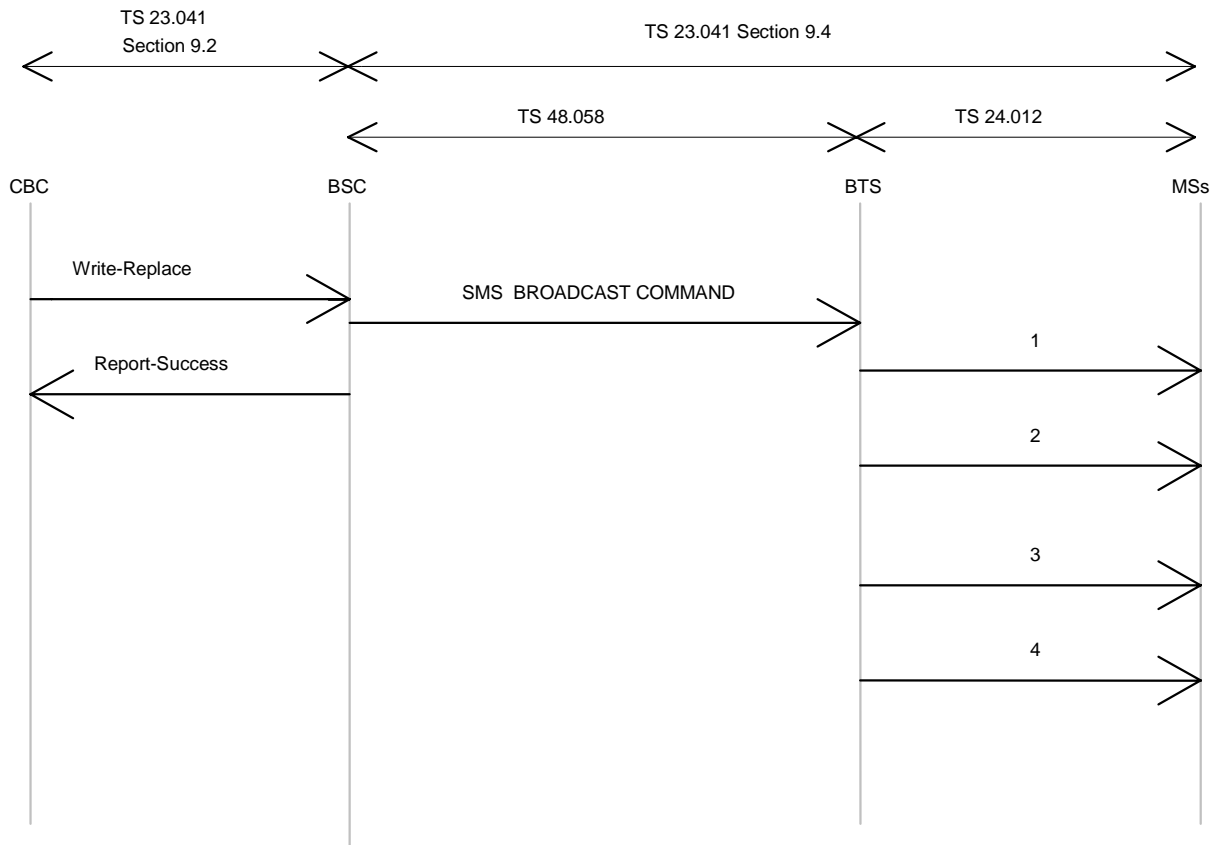 TS 23.041
Section 9.2
TS 23.041 Section 9.4
TS 48.058
TS 24.012
CBC
BSC
BTS
MSs
Write-Replace
SMS BROADCAST COMMAND
1
Report-Success
2
3
4